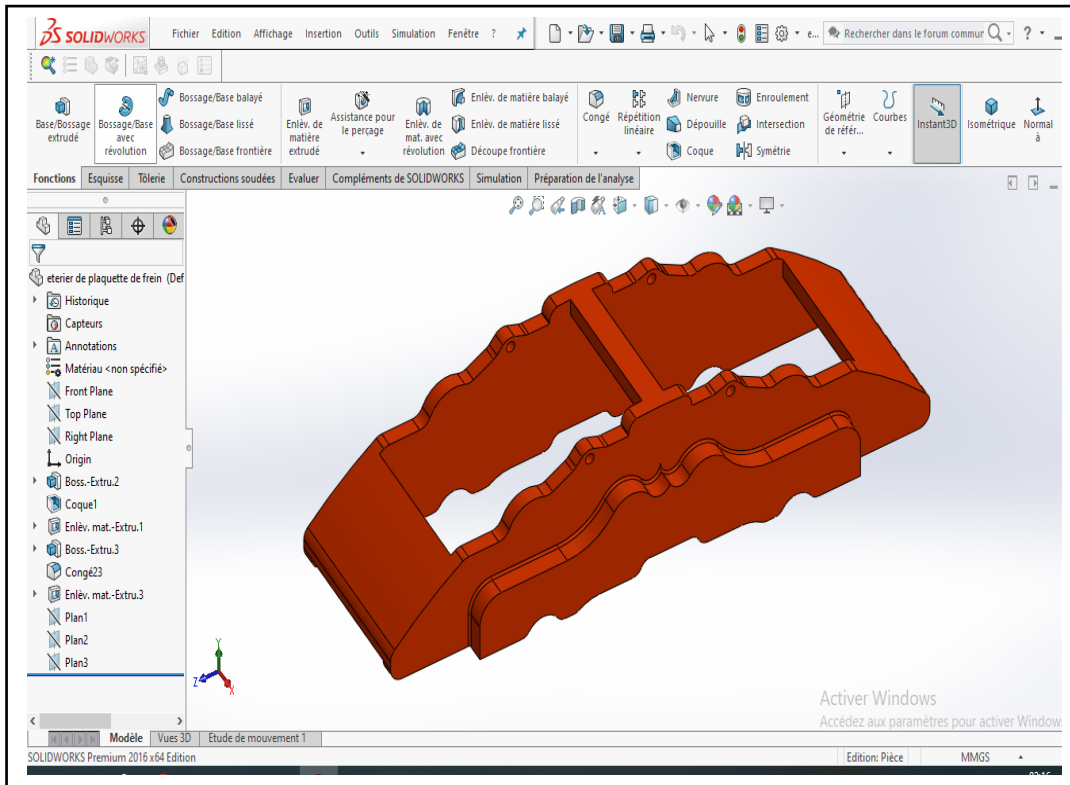 SOLIDWORKS
Fichier Edition Affichage Insertion Outils Simulation Fenêtre ? e... Rechercher dans le forum commur ?
Base/Bossage extrudé
Bossage/Base avec révolution
Bossage/Base balayé
Bossage/Base lissé
Bossage/Base frontière
Enlèv. de matière extrudé
Assistance pour le perçage
Enlèv. de mat. avec révolution
Enlèv. de matière balayé
Enlèv. de matière lissé
Découpe frontière
Congé
Répétition linéaire
Nervure
Dépouille
Coque
Enroulement
Intersection
Symétrie
Géométrie de référ...
Courbes
Instant3D
Isométrique
Normal à
Fonctions Esquisse Tôlerie Constructions soudées Evaluer Compléments de SOLIDWORKS Simulation Préparation de l'analyse
eterier de plaquette de frein (Def
Historique
Capteurs
Annotations
Matériau <non spécifié>
Front Plane
Top Plane
Right Plane
Origin
Boss.-Extru.2
Coque1
Enlèv. mat.-Extru.1
Boss.-Extru.3
Congé23
Enlèv. mat.-Extru.3
Plan1
Plan2
Plan3
Y
Z
X
Activer Windows
Accédez aux paramètres pour activer Window
Modèle Vues 3D Etude de mouvement 1
SOLIDWORKS Premium 2016 x64 Edition Edition: Pièce MMGS